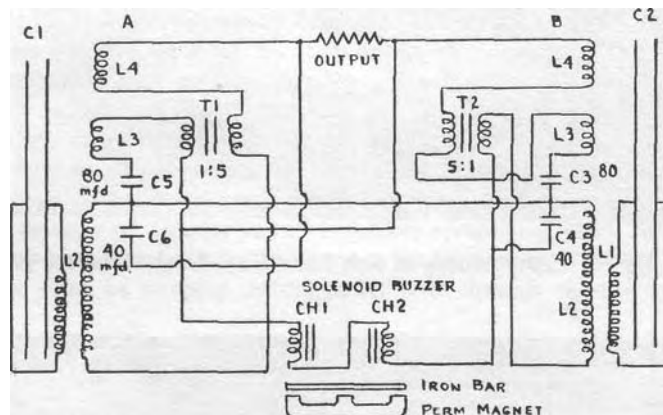 C1
A
B
C2
L4
OUTPUT
L4
T1
T2
L3
L3
1:5
5:1
80
mfd
C5
C3
80
C6
C4
40
mfd
40
L2
L1
L2
SOLENOID BUZZER
CH1
CH2
IRON BAR
PERM MAGNET